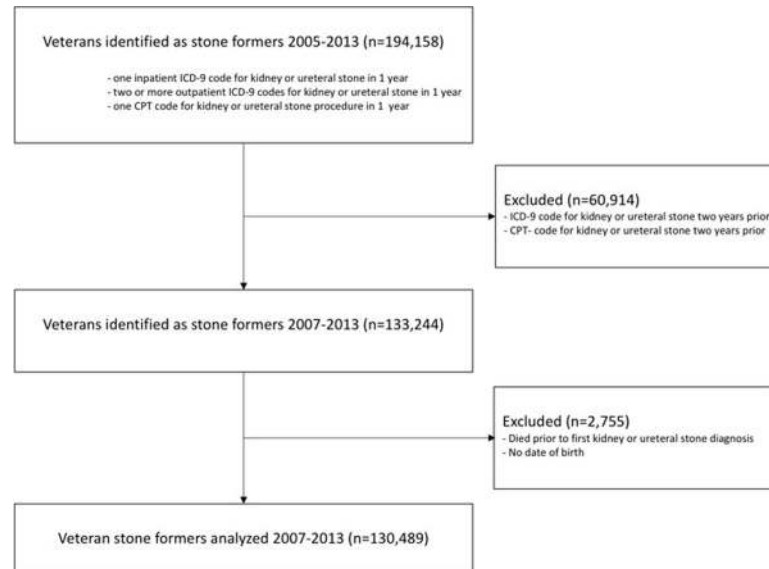 Veterans identified as stone formers 2005-2013 (n=194,158)
- one inpatient ICD-9 code for kidney or ureteral stone in 1 year
- two or more outpatient ICD-9 codes for kidney or ureteral stone in 1 year
- one CPT code for kidney or ureteral stone procedure in 1 year
Excluded (n=60,914)
- ICD-9 code for kidney or ureteral stone two years prior
- CPT- code for kidney or ureteral stone two years prior
Veterans identified as stone formers 2007-2013 (n=133,244)
Excluded (n=2,755)
- Died prior to first kidney or ureteral stone diagnosis
- No date of birth
Veteran stone formers analyzed 2007-2013 (n=130,489)